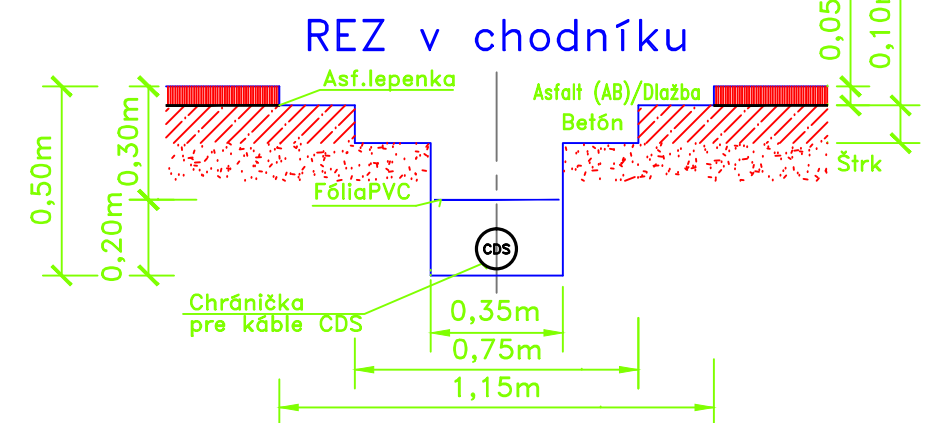 REZ v chodníku
0,05
0,10m
Asf.lepenka
Asfalt (AB)/Dlažba
Betón
Štrk
0,50m
0,30m
0,20m
FóliaPVC
CDS
Chránička
pre káble CDS
0,35m
0,75m
1,15m